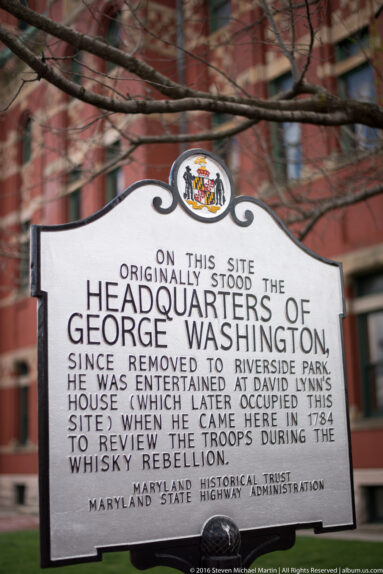 ON THIS SITE
ORIGINALLY STOOD THE
HEADQUARTERS OF
GEORGE WASHINGTON,
SINCE REMOVED TO RIVERSIDE PARK.
HE WAS ENTERTAINED AT DAVID LYNN'S
HOUSE (WHICH LATER OCCUPIED THIS
SITE) WHEN HE CAME HERE IN 1784
TO REVIEW THE TROOPS DURING THE
WHISKY REBELLION.
MARYLAND HISTORICAL TRUST
MARYLAND STATE HIGHWAY ADMINISTRATION
© 2016 Steven Michael Martin | All Rights Reserved | album.us.com